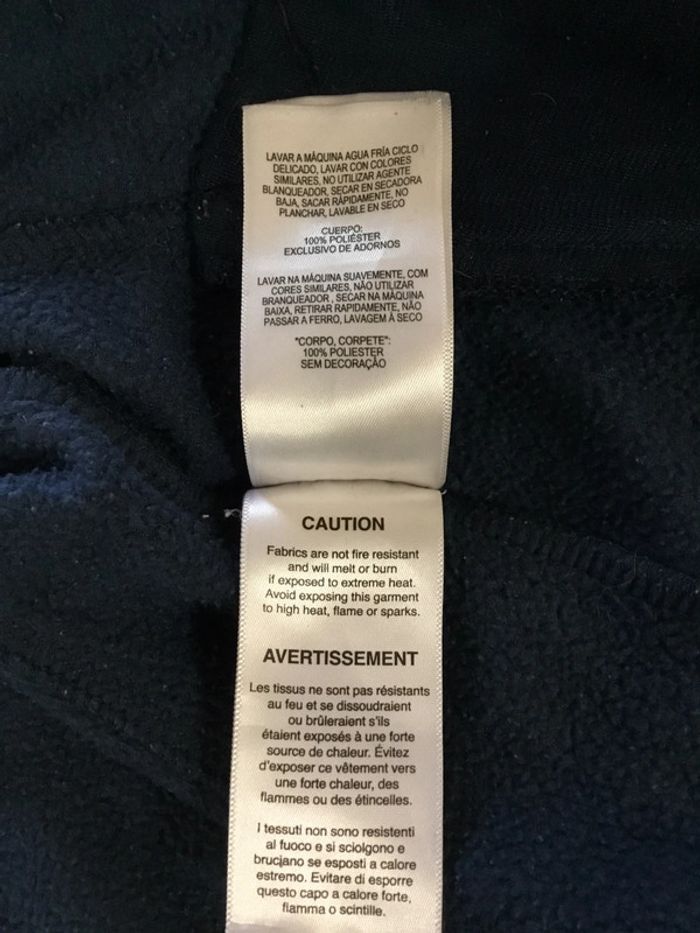 LAVAR A MÁQUINA AGUA FRÍA CICLO
DELICADO, LAVAR CON COLORES
SIMILARES, NO UTILIZAR AGENTE
BLANQUEADOR, SECAR EN SECADORA
BAJA, SACAR RÁPIDAMENTE, NO
PLANCHAR, LAVABLE EN SECO
CUERPO:
100% POLIÉSTER
EXCLUSIVO DE ADORNOS
LAVAR NA MÁQUINA SUAVEMENTE, COM
CORES SIMILARES, NÃO UTILIZAR
BRANQUEADOR , SECAR NA MÁQUINA
BAIXA, RETIRAR RAPIDAMENTE, NÃO
PASSAR A FERRO, LAVAGEM À SECO
"CORPO, CORPETE":
100% POLIESTER
SEM DECORAÇÃO
CAUTION
Fabrics are not fire resistant
and will melt or burn
if exposed to extreme heat.
Avoid exposing this garment
to high heat, flame or sparks.
AVERTISSEMENT
Les tissus ne sont pas résistants
au feu et se dissoudraient
ou brûleraient s'ils
étaient exposés à une forte
source de chaleur. Évitez
d'exposer ce vêtement vers
une forte chaleur, des
flammes ou des étincelles.
I tessuti non sono resistenti
al fuoco e si sciolgono e
brucjano se esposti a calore
estremo. Evitare di esporre
questo capo a calore forte,
fiamma o scintille.